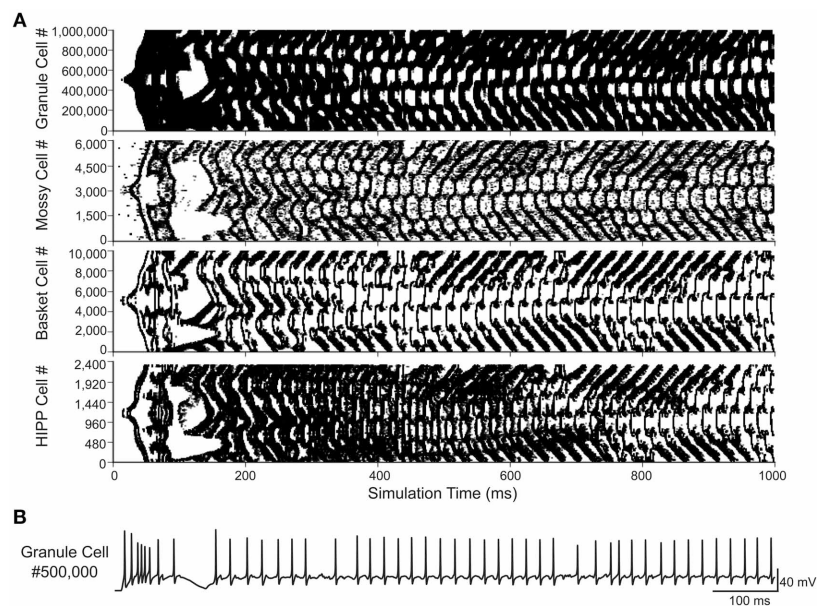 A
Granule Cell #
1,000,000
800,000
600,000
400,000
200,000
0
Mossy Cell #
6,000
4,500
3,000
1,500
0
Basket Cell #
10,000
8,000
6,000
4,000
2,000
0
HIPP Cell #
2,400
1,920
1,440
960
480
0
0 200 400 600 800 1000
Simulation Time (ms)
B
Granule Cell
#500,000
40 mV
100 ms